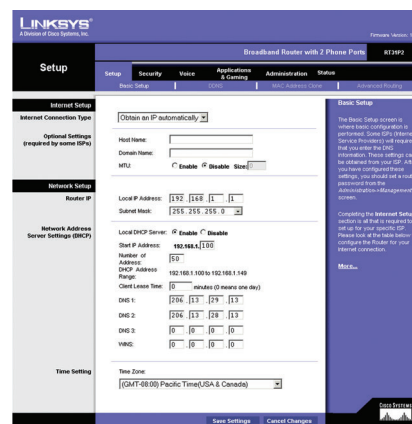 LINKSYS®
A Division of Cisco Systems, Inc.
Firmware Version:
Broadband Router with 2 Phone Ports
RT31P2
Setup
Setup
Security
Voice
Applications & Gaming
Administration
Status
Basic Setup
DDNS
MAC Address Clone
Advanced Routing
Internet Setup
Internet Connection Type
Obtain an IP automatically
Optional Settings
(required by some ISPs)
Host Name:
Domain Name:
MTU:
Enable Disable Size: 0
Network Setup
Router IP
Local IP Address: 192 .168 .1 .1
Subnet Mask: 255.255.255.0
Network Address
Server Settings (DHCP)
Local DHCP Server: Enable Disable
Start IP Address: 192.168.1. 100
Number of
Address: 50
DHCP Address
Range: 192.168.1.100 to 192.168.1.149
Client Lease Time: 0 minutes (0 means one day)
DNS 1: 206 .13 .29 .13
DNS 2: 206 .13 .28 .13
DNS 3: 0 .0 .0 .0
WINS: 0 .0 .0 .0
Time Setting
Time Zone:
(GMT-08:00) Pacific Time(USA & Canada)
Save Settings
Cancel Changes
Basic Setup
The Basic Setup screen is
where basic configuration is
performed. Some ISPs (Internet
Service Providers) will require
that you enter the DNS
information. These settings can
be obtained from your ISP. After
you have configured these
settings, you should set a router
password from the
Administration->Management
screen.
Completing the Internet Setup
section is all that is required to
set up for your specific ISP.
Please look at the table below
configure the Router for your
Internet connection.
More...
CISCO SYSTEMS